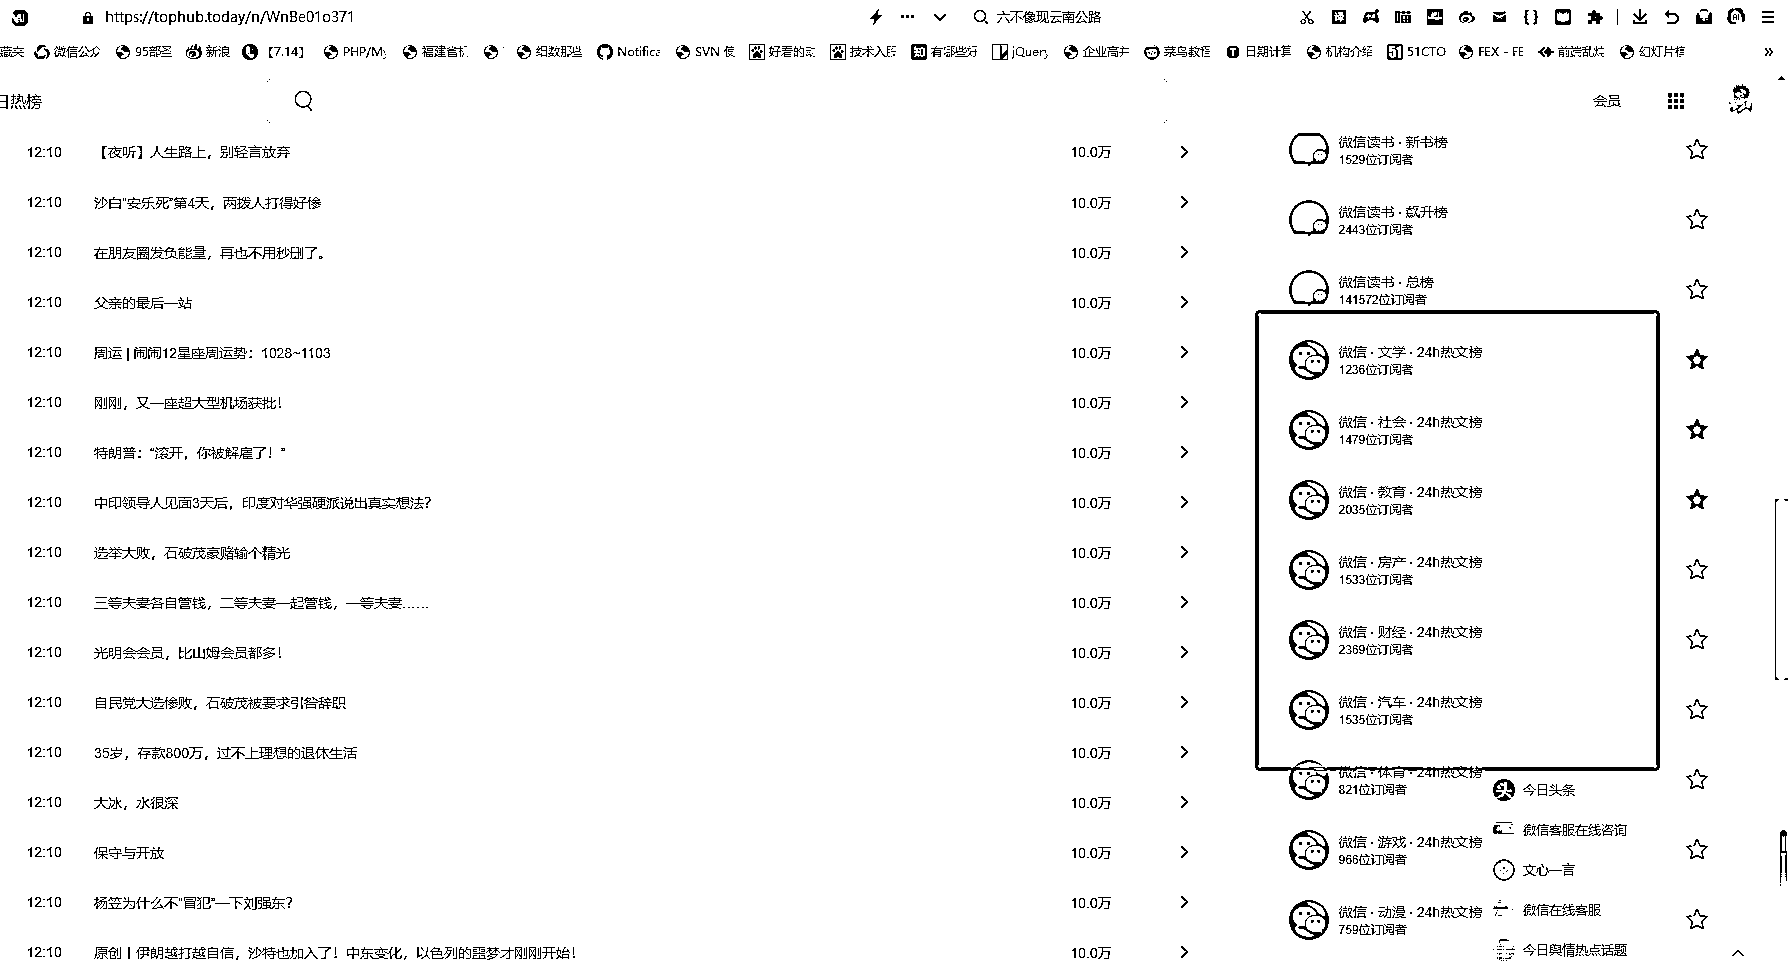 https://tophub.today/n/WnBe01o371
六不像现云南公路
藏夹 微信公众 95部圣 新浪 【7.14】 PHP/My 福建省机 细数那些 Notifica SVN 使 好看的动 技术入股 有哪些好 jQuery 企业高并 菜鸟教程 日期计算 机构介绍 51CTO FEX - FE 前端乱炖 幻灯片模
日热榜
会员
12:10 【夜听】人生路上，别轻言放弃 10.0万
12:10 沙白"安乐死"第4天，两拨人打得好惨 10.0万
12:10 在朋友圈发负能量，再也不用秒删了。 10.0万
12:10 父亲的最后一站 10.0万
12:10 周运 | 闹闹12星座周运势：1028~1103 10.0万
12:10 刚刚，又一座超大型机场获批！ 10.0万
12:10 特朗普："滚开，你被解雇了！" 10.0万
12:10 中印领导人见面3天后，印度对华强硬派说出真实想法？ 10.0万
12:10 选举大败，石破茂豪赌输个精光 10.0万
12:10 三等夫妻各自管钱，二等夫妻一起管钱，一等夫妻…… 10.0万
12:10 光明会会员，比山姆会员都多！ 10.0万
12:10 自民党大选惨败，石破茂被要求引咎辞职 10.0万
12:10 35岁，存款800万，过不上理想的退休生活 10.0万
12:10 大冰，水很深 10.0万
12:10 保守与开放 10.0万
12:10 杨笠为什么不"冒犯"一下刘强东？ 10.0万
12:10 原创 | 伊朗越打越自信，沙特也加入了！中东变化，以色列的噩梦才刚刚开始！ 10.0万
微信读书 · 新书榜
1529位订阅者
微信读书 · 飙升榜
2443位订阅者
微信读书 · 总榜
141572位订阅者
微信 · 文学 · 24h热文榜
1236位订阅者
微信 · 社会 · 24h热文榜
1479位订阅者
微信 · 教育 · 24h热文榜
2035位订阅者
微信 · 房产 · 24h热文榜
1533位订阅者
微信 · 财经 · 24h热文榜
2369位订阅者
微信 · 汽车 · 24h热文榜
1535位订阅者
微信 · 体育 · 24h热文榜
821位订阅者
微信 · 游戏 · 24h热文榜
966位订阅者
微信 · 动漫 · 24h热文榜
759位订阅者
头 今日头条
微信客服在线咨询
文心一言
微信在线客服
今日舆情热点话题